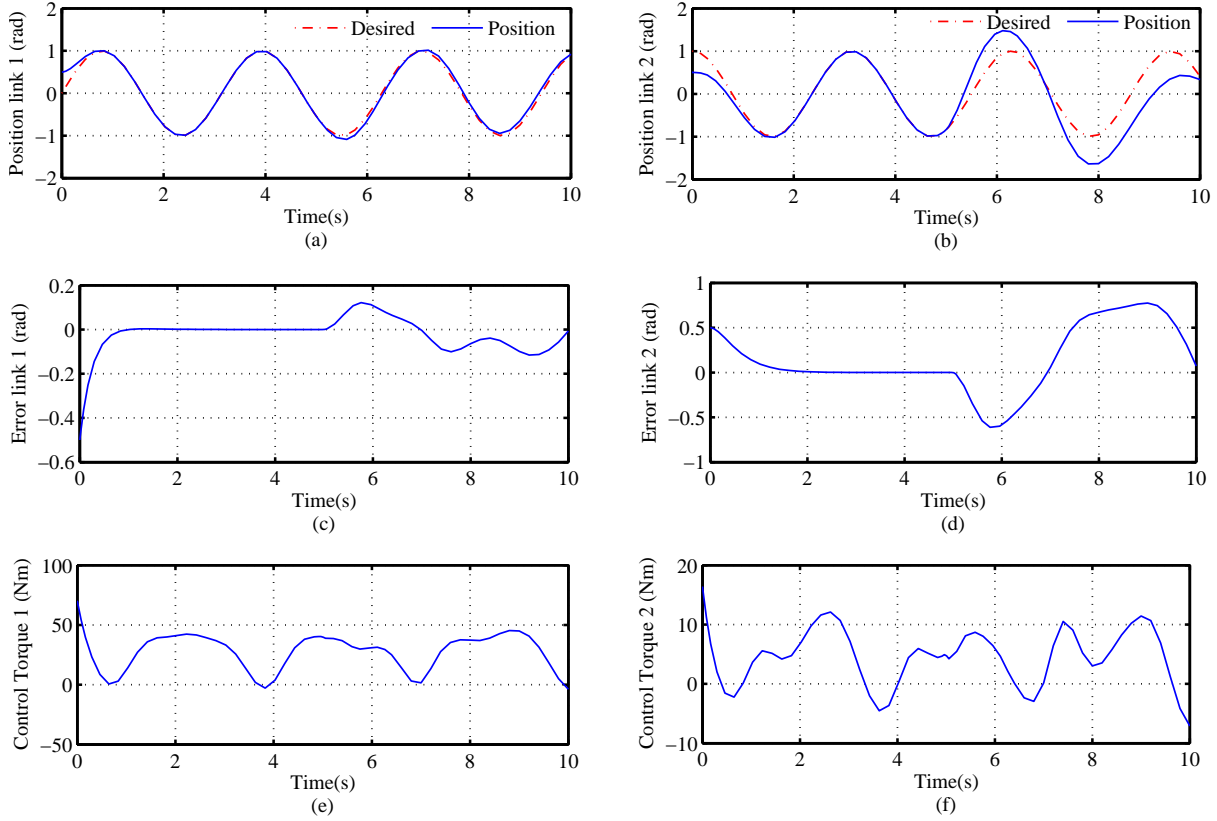 Position link 1 (rad)
2
1
0
−1
−2
Desired
Position
0
2
4
6
8
10
Time(s)
(a)
Position link 2 (rad)
2
1
0
−1
−2
Desired
Position
0
2
4
6
8
10
Time(s)
(b)
Error link 1 (rad)
0.2
0
−0.2
−0.4
−0.6
0
2
4
6
8
10
Time(s)
(c)
Error link 2 (rad)
1
0.5
0
−0.5
−1
0
2
4
6
8
10
Time(s)
(d)
Control Torque 1 (Nm)
100
50
0
−50
0
2
4
6
8
10
Time(s)
(e)
Control Torque 2 (Nm)
20
10
0
−10
0
2
4
6
8
10
Time(s)
(f)